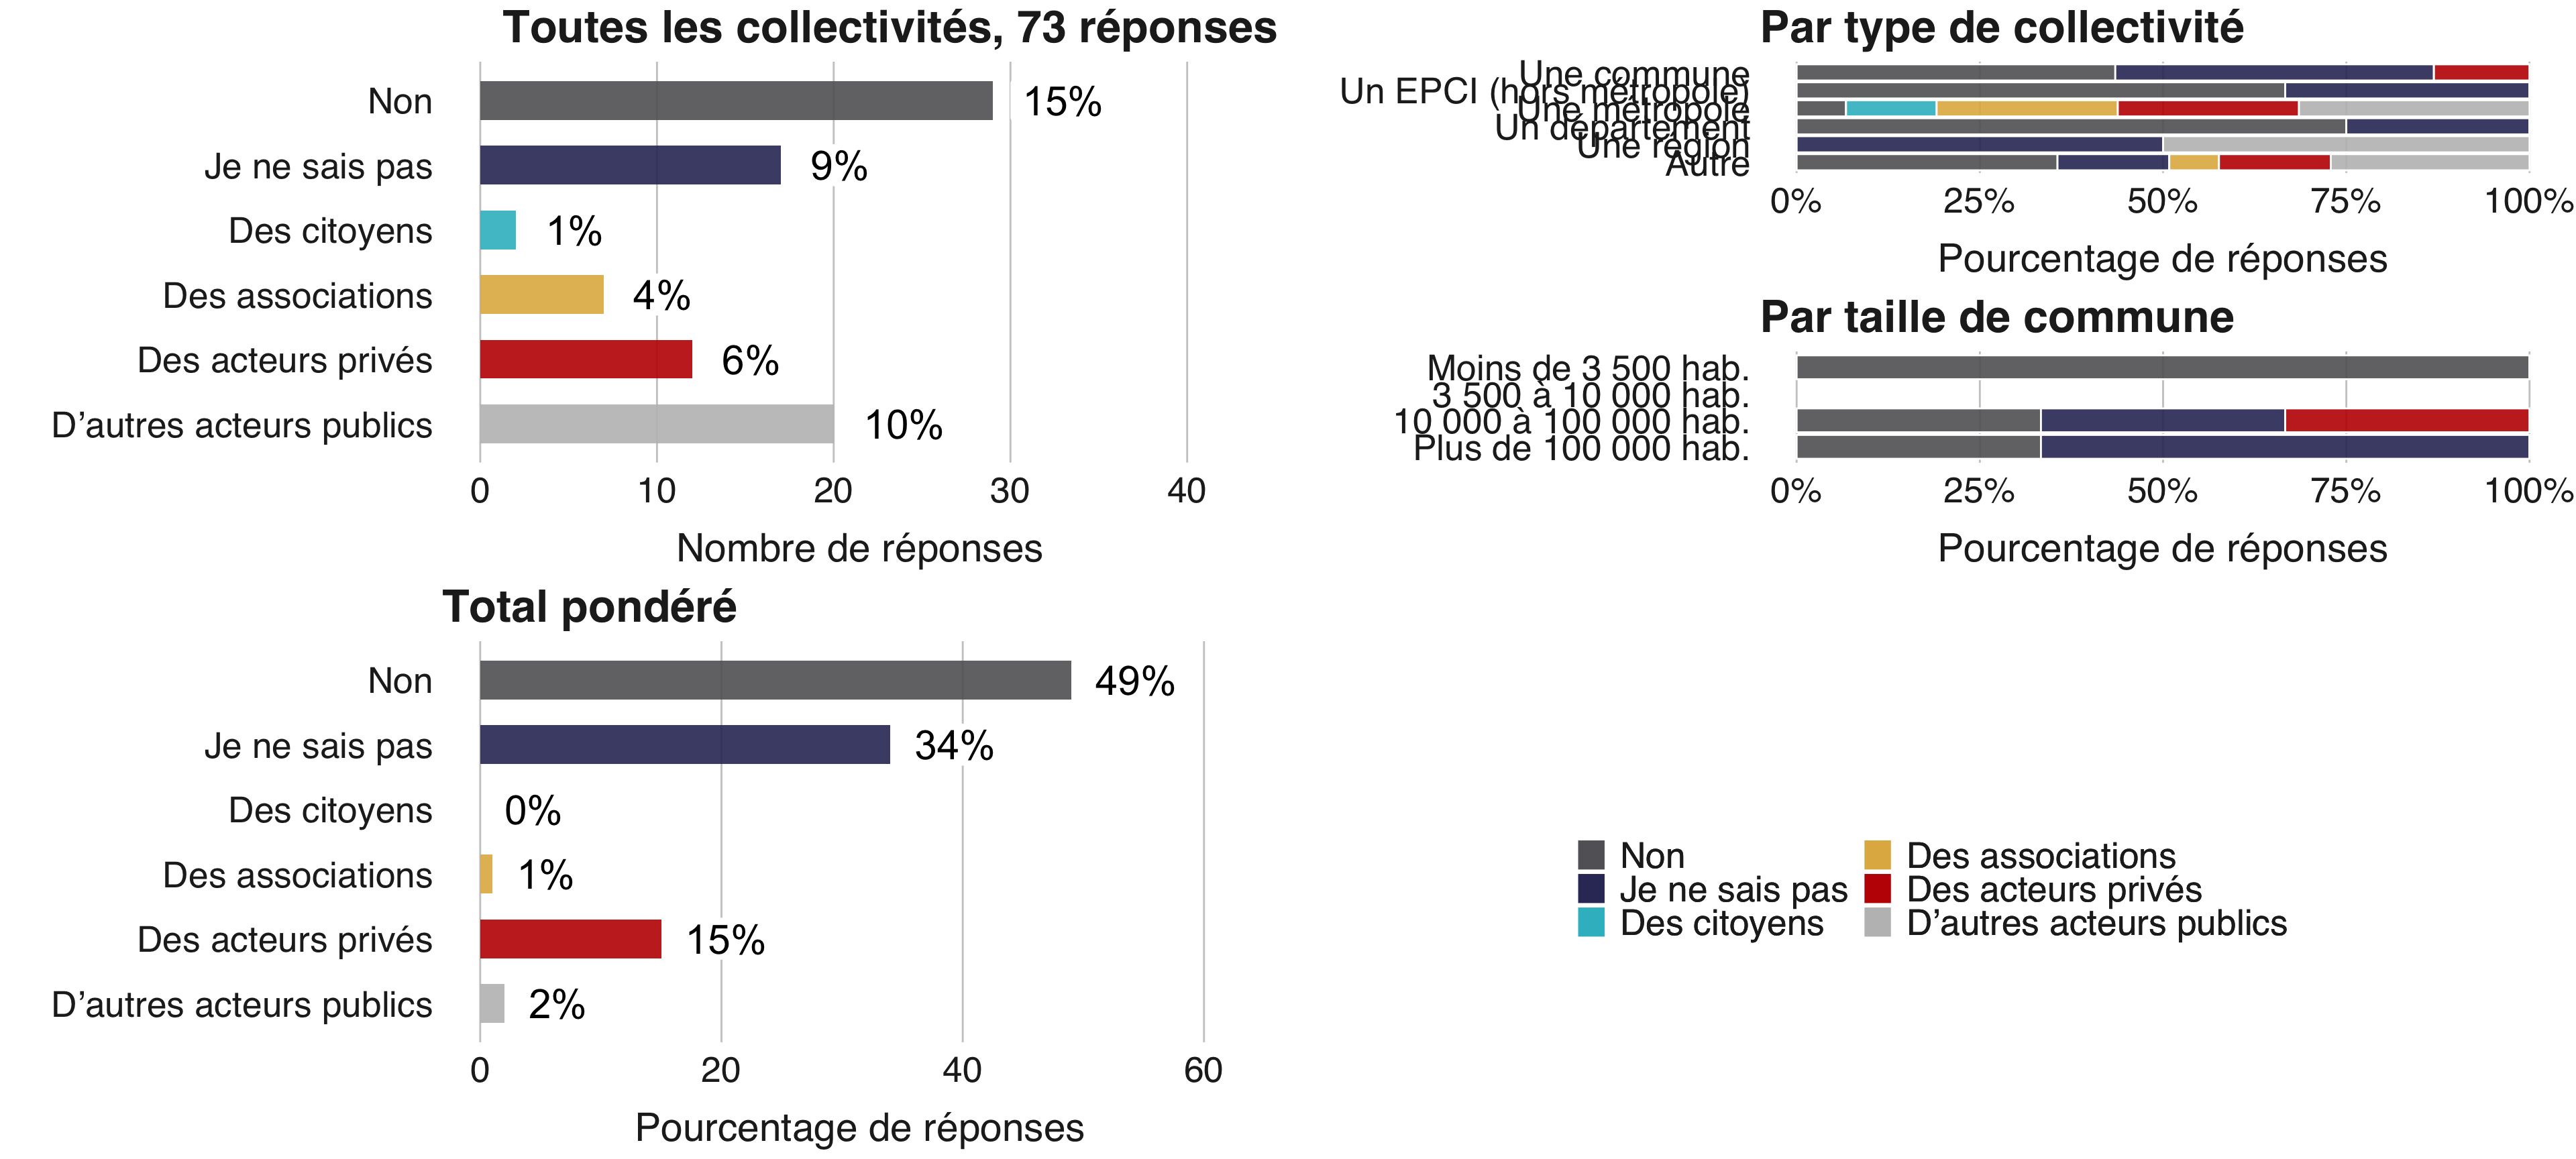 Toutes les collectivités, 73 réponses
Non
15%
Je ne sais pas
9%
Des citoyens
1%
Des associations
4%
Des acteurs privés
6%
D’autres acteurs publics
10%
0 10 20 30 40
Nombre de réponses
Total pondéré
Non
49%
Je ne sais pas
34%
Des citoyens
0%
Des associations
1%
Des acteurs privés
15%
D’autres acteurs publics
2%
0 20 40 60
Pourcentage de réponses
Par type de collectivité
Une commune
Un EPCI (hors métropole)
Une métropole
Un département
Une région
Autre
0% 25% 50% 75% 100%
Pourcentage de réponses
Par taille de commune
Moins de 3 500 hab.
3 500 à 10 000 hab.
10 000 à 100 000 hab.
Plus de 100 000 hab.
0% 25% 50% 75% 100%
Pourcentage de réponses
Non
Je ne sais pas
Des citoyens
Des associations
Des acteurs privés
D’autres acteurs publics